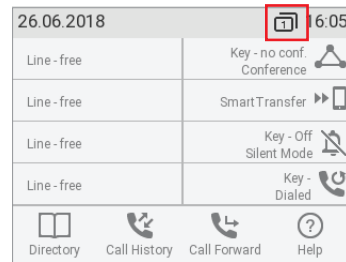 26.06.2018 1 16:05
Line - free Key - no conf.
Conference
Line - free SmartTransfer
Line - free Key - Off
Silent Mode
Line - free Key -
Dialed
Directory Call History Call Forward Help